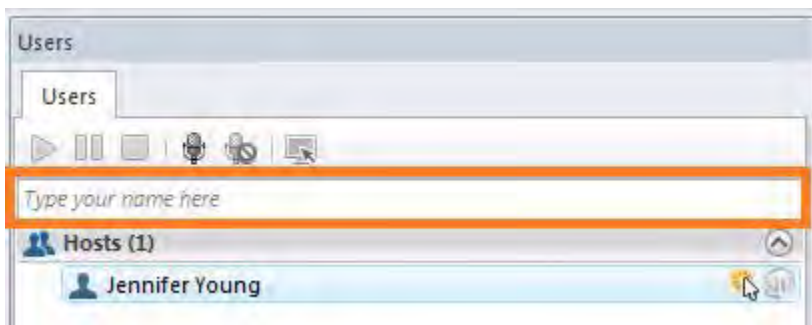 Users
Users
Type your name here
Hosts (1)
Jennifer Young